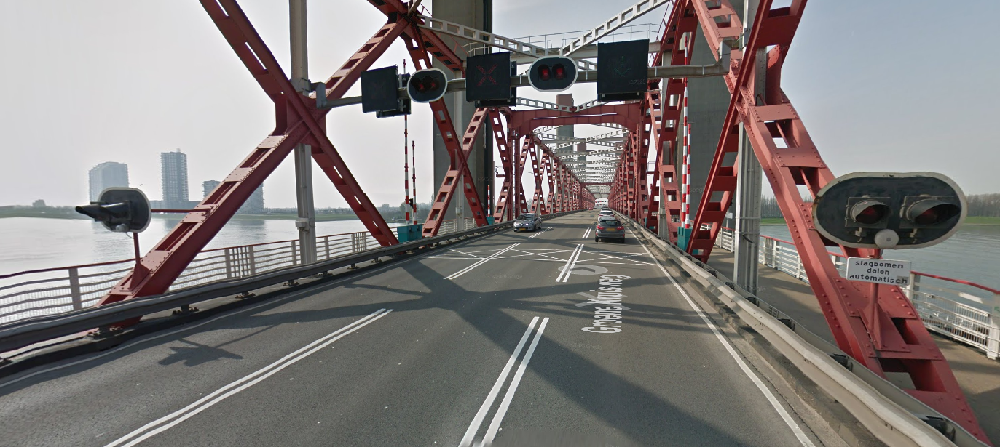 slagbomen
dalen
automatisch
Groene Kruisweg